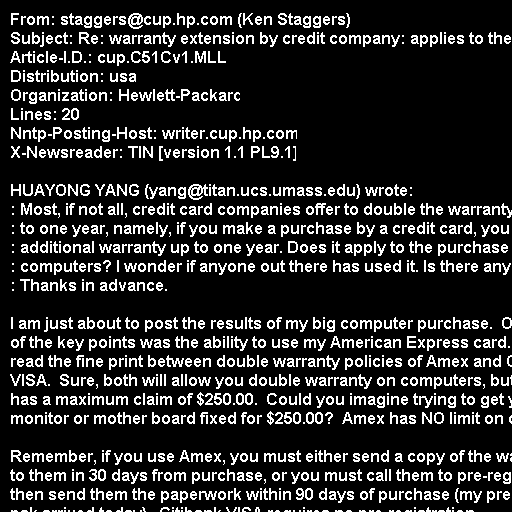 From: staggers@cup.hp.com (Ken Staggers)
Subject: Re: warranty extension by credit company: applies to the
Article-I.D.: cup.C51Cv1.MLL
Distribution: usa
Organization: Hewlett-Packard
Lines: 20
Nntp-Posting-Host: writer.cup.hp.com
X-Newsreader: TIN [version 1.1 PL9.1]
HUAYONG YANG (yang@titan.ucs.umass.edu) wrote:
: Most, if not all, credit card companies offer to double the warranty
: to one year, namely, if you make a purchase by a credit card, you
: additional warranty up to one year. Does it apply to the purchase
: computers? I wonder if anyone out there has used it. Is there any
: Thanks in advance.
I am just about to post the results of my big computer purchase.
of the key points was the ability to use my American Express card.
read the fine print between double warranty policies of Amex and
VISA. Sure, both will allow you double warranty on computers, but
has a maximum claim of $250.00. Could you imagine trying to get
monitor or mother board fixed for $250.00? Amex has NO limit on
Remember, if you use Amex, you must either send a copy of the
to them in 30 days from purchase, or you must call them to
then send them the paperwork within 90 days of purchase (my
pak arrived today). Citibank VISA requires no pre-registration.